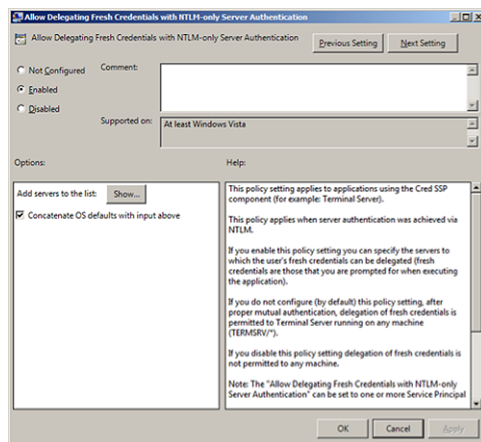 Allow Delegating Fresh Credentials with NTLM-only Server Authentication
Allow Delegating Fresh Credentials with NTLM-only Server Authentication
Previous Setting
Next Setting
Not Configured
Comment:
Enabled
Disabled
Supported on:
At least Windows Vista
Options:
Help:
Add servers to the list:
Show...
Concatenate OS defaults with input above
This policy setting applies to applications using the Cred SSP
component (for example: Terminal Server).
This policy applies when server authentication was achieved via
NTLM.
If you enable this policy setting you can specify the servers to
which the user's fresh credentials can be delegated (fresh
credentials are those that you are prompted for when executing
the application).
If you do not configure (by default) this policy setting, after
proper mutual authentication, delegation of fresh credentials is
permitted to Terminal Server running on any machine
(TERMSRV/*).
If you disable this policy setting delegation of fresh credentials is
not permitted to any machine.
Note: The "Allow Delegating Fresh Credentials with NTLM-only
Server Authentication" can be set to one or more Service Principal
OK
Cancel
Apply